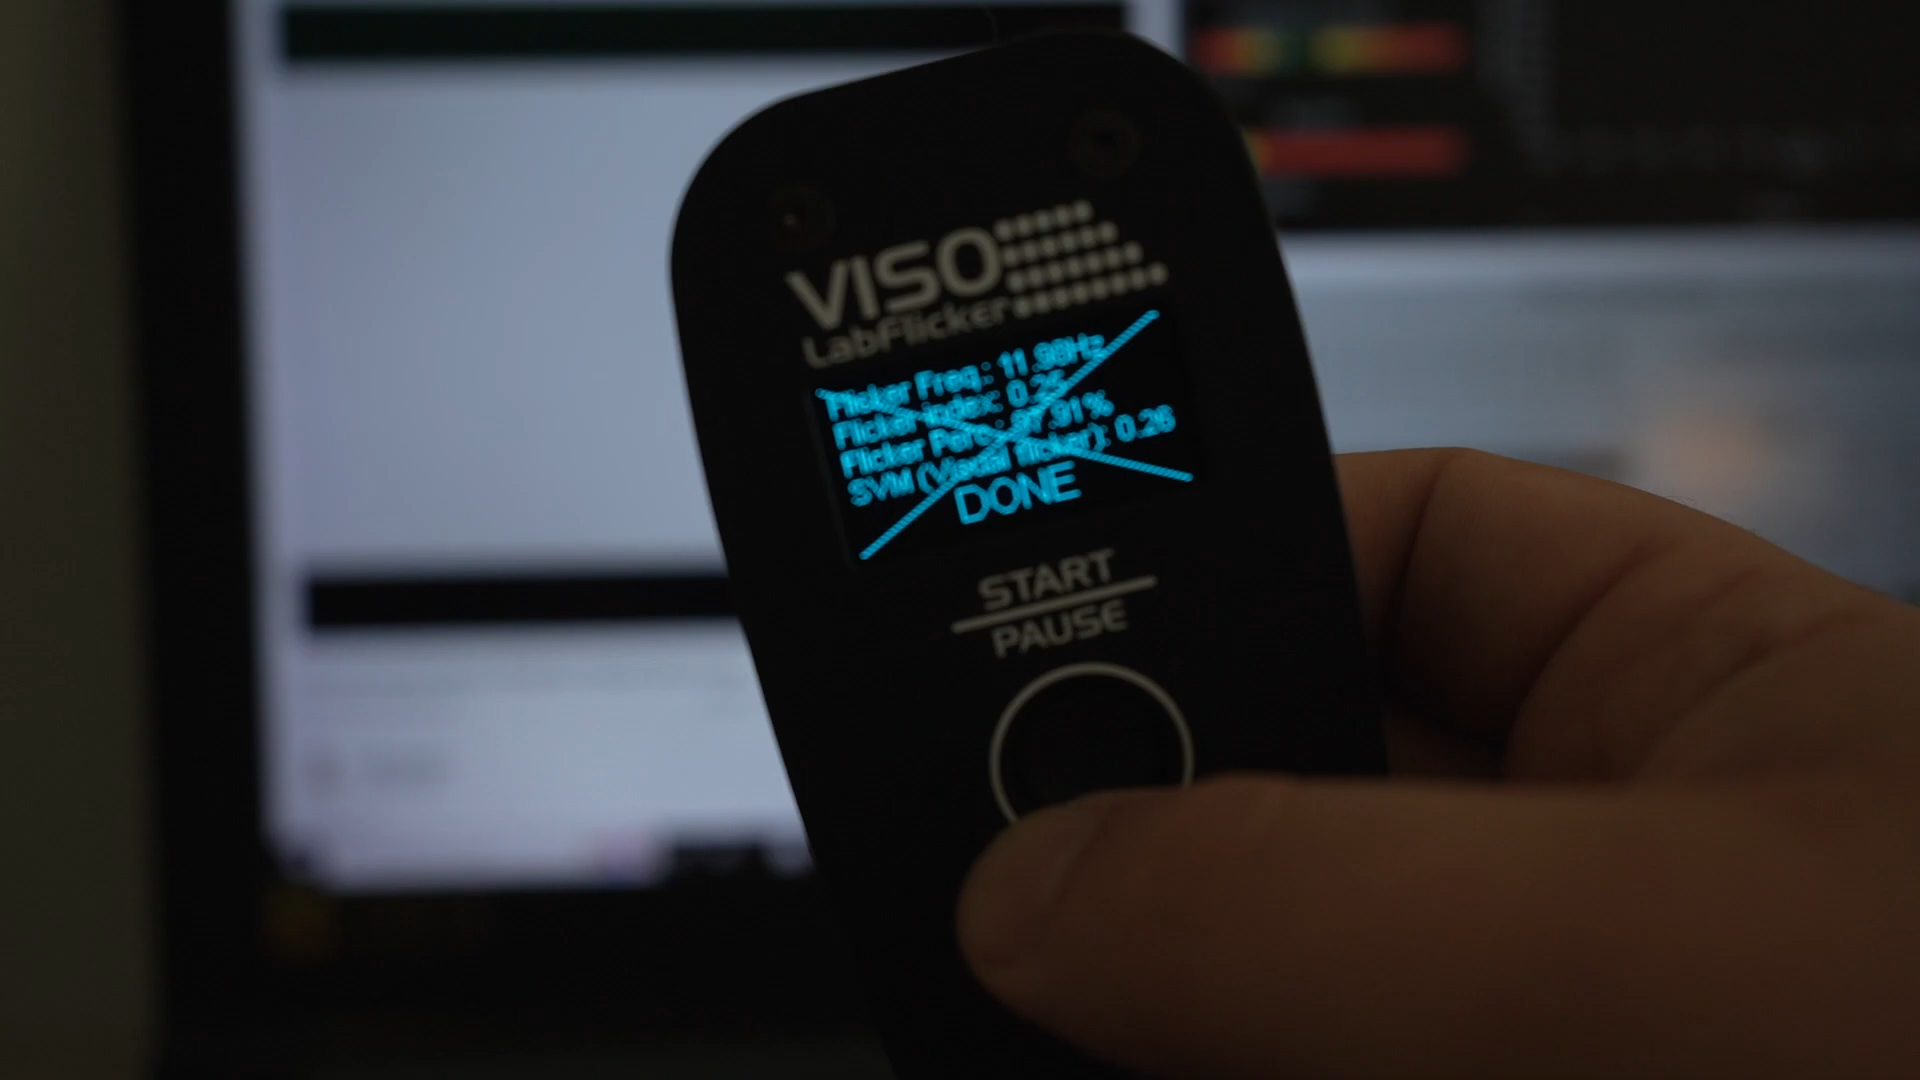 VISO
LabFlicker
Flicker Freq.: 11.98Hz
Flicker index: 0.25
Flicker Perc.: 97.91%
SVM (Visual flicker): 0.26
DONE
START
PAUSE